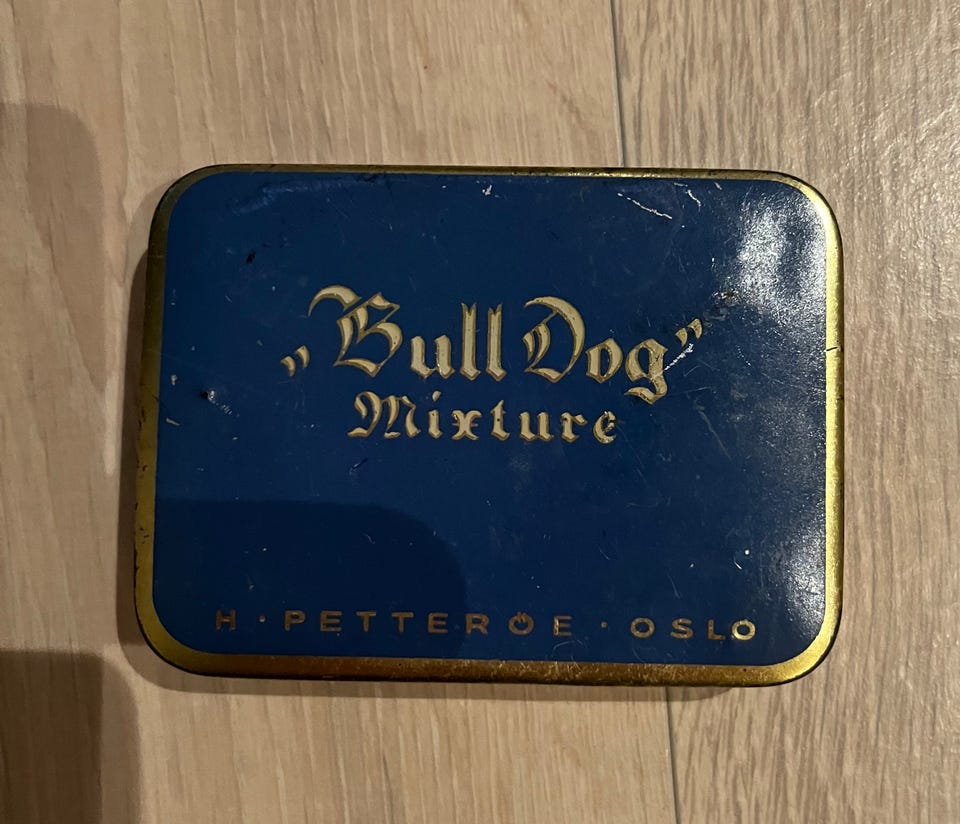 „Bull Dog”
Mixture
H · PETTERÖE · OSLO